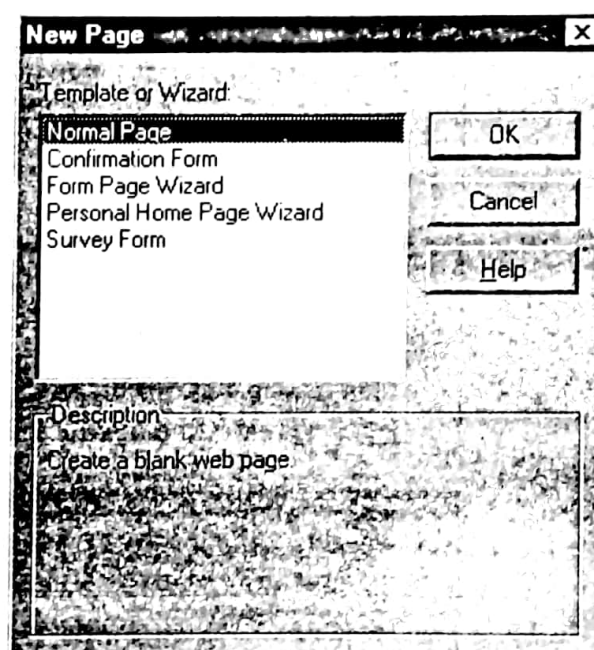 New Page
Template or Wizard:
Normal Page
Confirmation Form
Form Page Wizard
Personal Home Page Wizard
Survey Form
OK
Cancel
Help
Description
Create a blank web page.